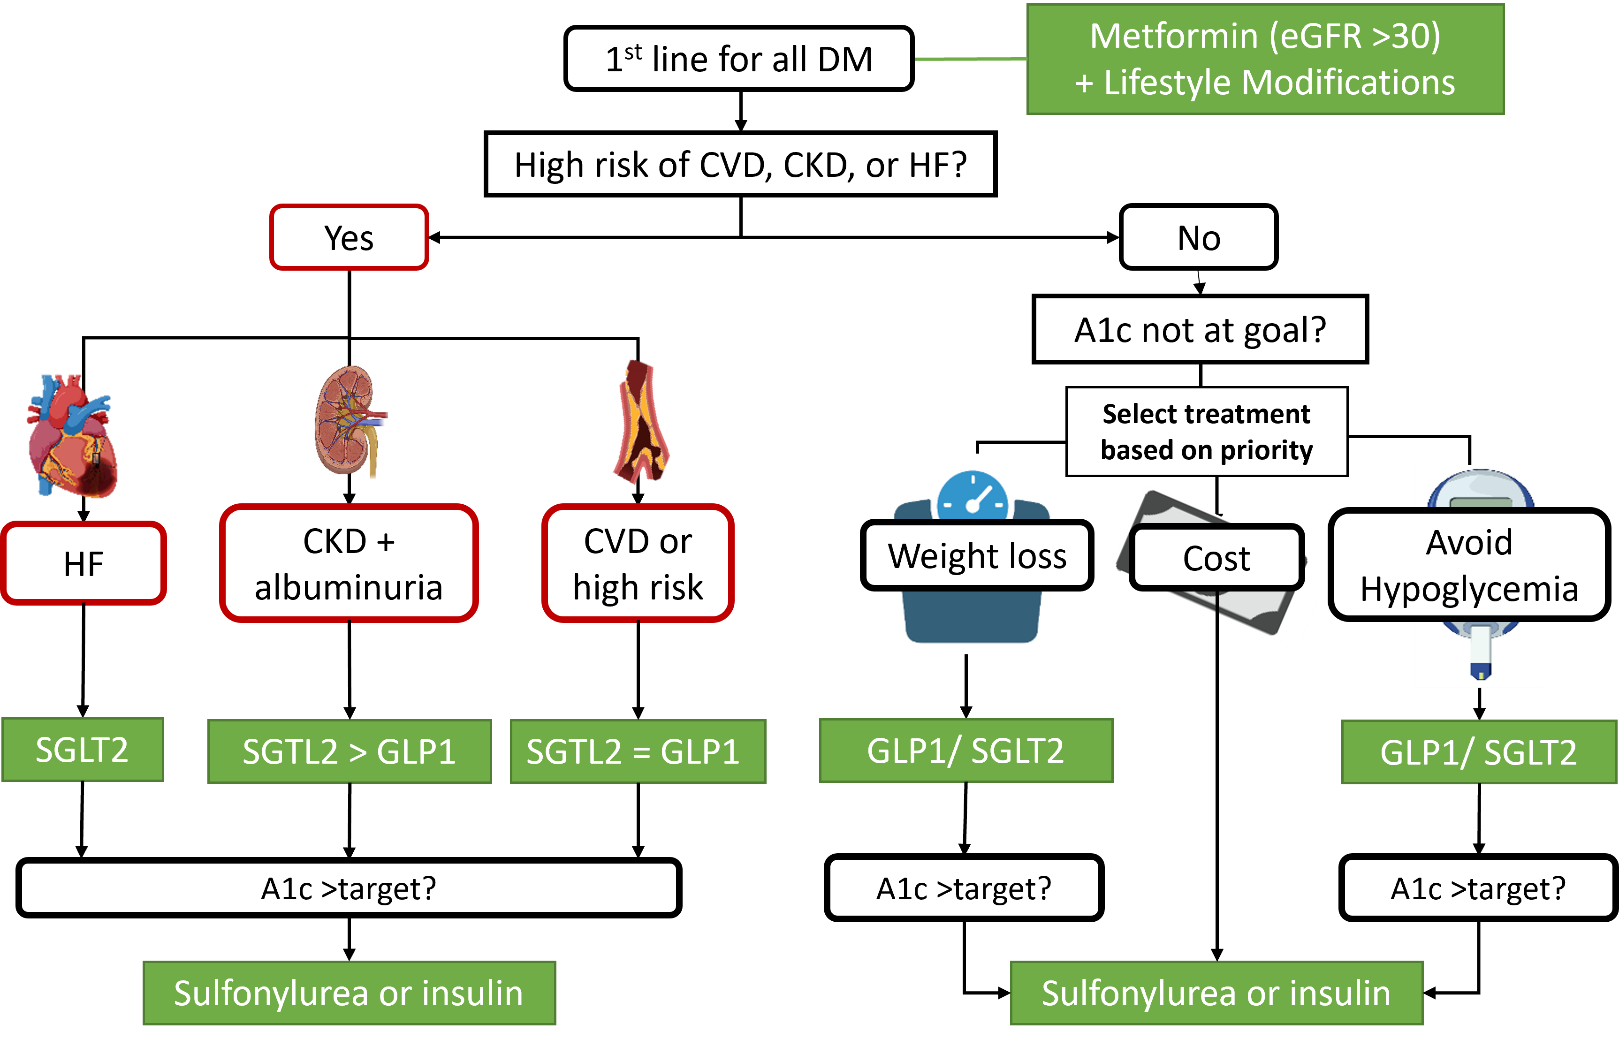 1st line for all DM
Metformin (eGFR >30)
+ Lifestyle Modifications
High risk of CVD, CKD, or HF?
Yes
No
A1c not at goal?
Select treatment
based on priority
HF
CKD +
albuminuria
CVD or
high risk
Weight loss
Cost
Avoid
Hypoglycemia
SGLT2
SGTL2 > GLP1
SGTL2 = GLP1
GLP1/ SGLT2
GLP1/ SGLT2
A1c >target?
A1c >target?
A1c >target?
Sulfonylurea or insulin
Sulfonylurea or insulin